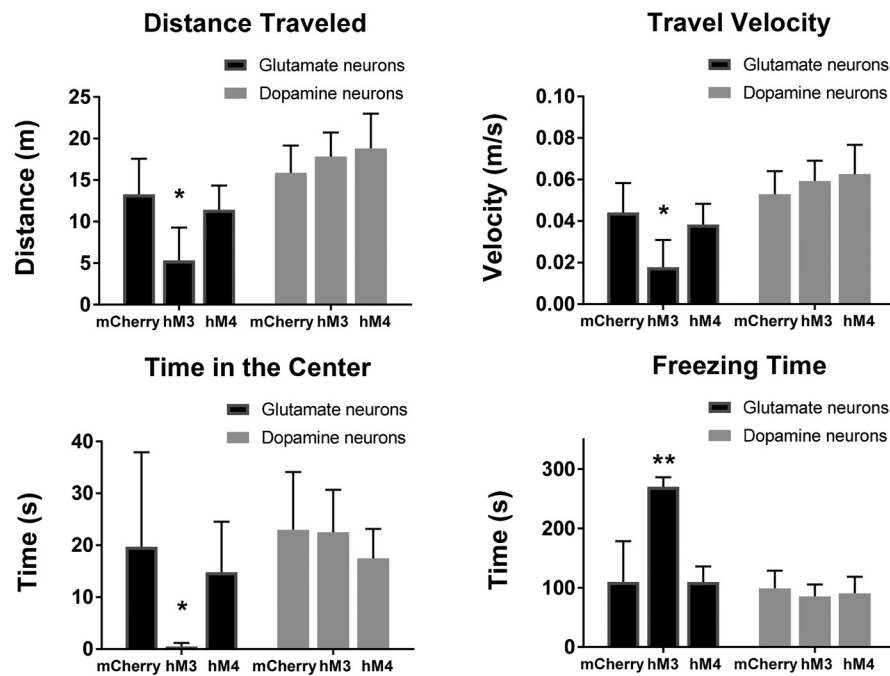 Distance Traveled
Glutamate neurons
Dopamine neurons
Distance (m)
25
20
15
10
5
0
*
mCherry hM3 hM4 mCherry hM3 hM4
Travel Velocity
Glutamate neurons
Dopamine neurons
Velocity (m/s)
0.10
0.08
0.06
0.04
0.02
0.00
*
mCherry hM3 hM4 mCherry hM3 hM4
Time in the Center
Glutamate neurons
Dopamine neurons
Time (s)
40
30
20
10
0
*
mCherry hM3 hM4 mCherry hM3 hM4
Freezing Time
Glutamate neurons
Dopamine neurons
Time (s)
300
200
100
0
**
mCherry hM3 hM4 mCherry hM3 hM4